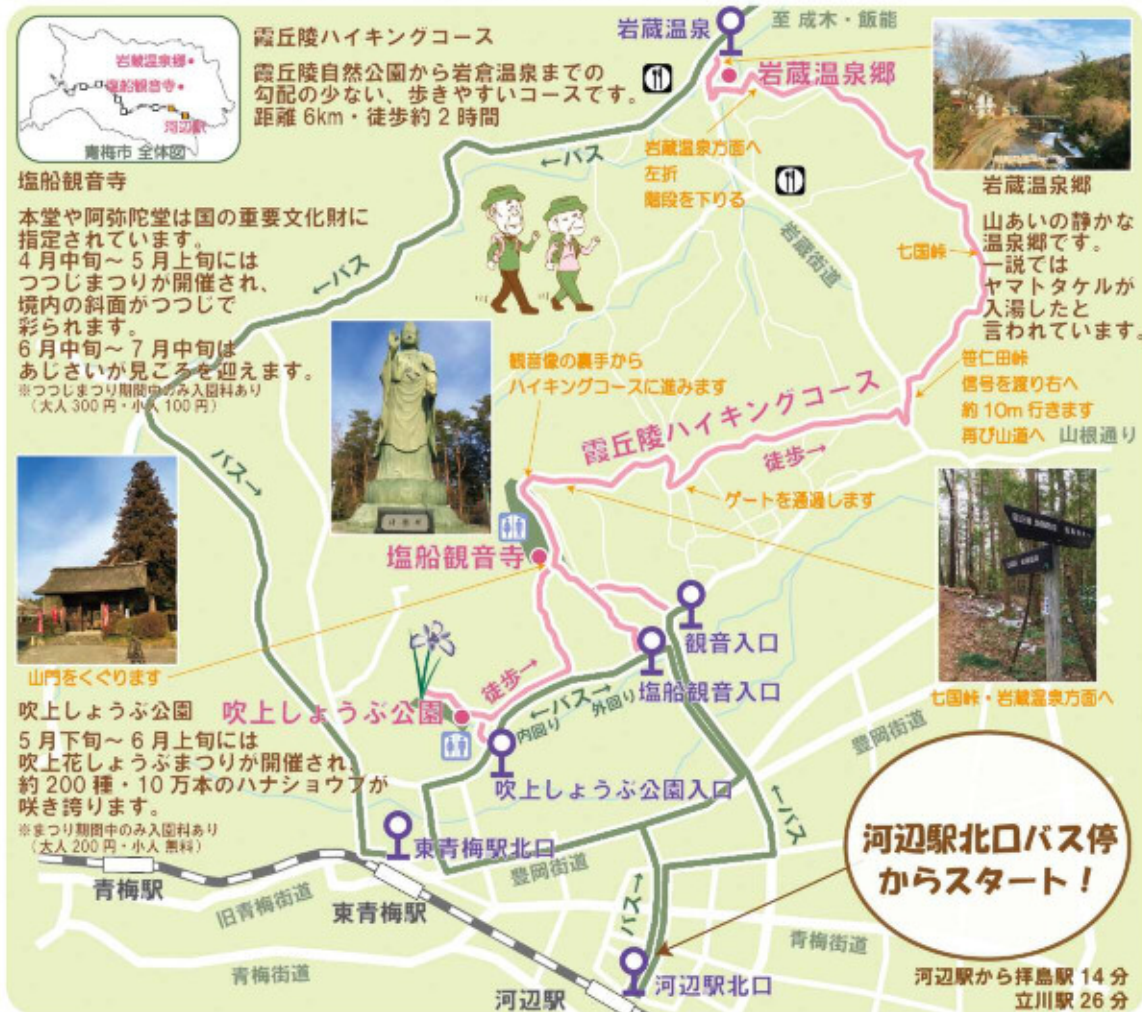 岩蔵温泉郷
塩船観音寺
河辺駅
青梅市 全体図
霞丘陵ハイキングコース
霞丘陵自然公園から岩倉温泉までの
勾配の少ない、歩きやすいコースです。
距離 6km・徒歩約 2 時間
岩蔵温泉
至 成木・飯能
岩蔵温泉郷
←バス
岩蔵温泉方面へ
左折
階段を下りる
岩蔵街道
岩蔵温泉郷
山あいの静かな
温泉郷です。
一説では
ヤマトタケルが
入湯したと
言われています。
七国峠
塩船観音寺
本堂や阿弥陀堂は国の重要文化財に
指定されています。
4 月中旬〜 5 月上旬には
つつじまつりが開催され、
境内の斜面がつつじで
彩られます。
6 月中旬〜 7 月中旬は
あじさいが見ごろを迎えます。
※つつじまつり期間中のみ入園料あり
（大人 300 円・小人 100 円）
←バス
観音像の裏手から
ハイキングコースに進みます
笹仁田峠
信号を渡り右へ
約 10m 行きます
再び山道へ
山根通り
霞丘陵ハイキングコース
徒歩→
ゲートを通過します
バス→
塩船観音寺
観音入口
塩船観音入口
七国峠・岩蔵温泉方面へ
山門をくぐります
吹上しょうぶ公園
5 月下旬〜 6 月上旬には
吹上花しょうぶまつりが開催され、
約 200 種・10 万本のハナショウブが
咲き誇ります。
※まつり期間中のみ入園料あり
（大人 200 円・小人 無料）
吹上しょうぶ公園
徒歩→
←バス→
外回り
内回り
吹上しょうぶ公園入口
豊岡街道
←バス
東青梅駅北口
豊岡街道
河辺駅北口バス停
からスタート！
青梅駅
旧青梅街道
東青梅駅
バス→
青梅街道
青梅街道
河辺駅
河辺駅北口
河辺駅から拝島駅 14 分
立川駅 26 分